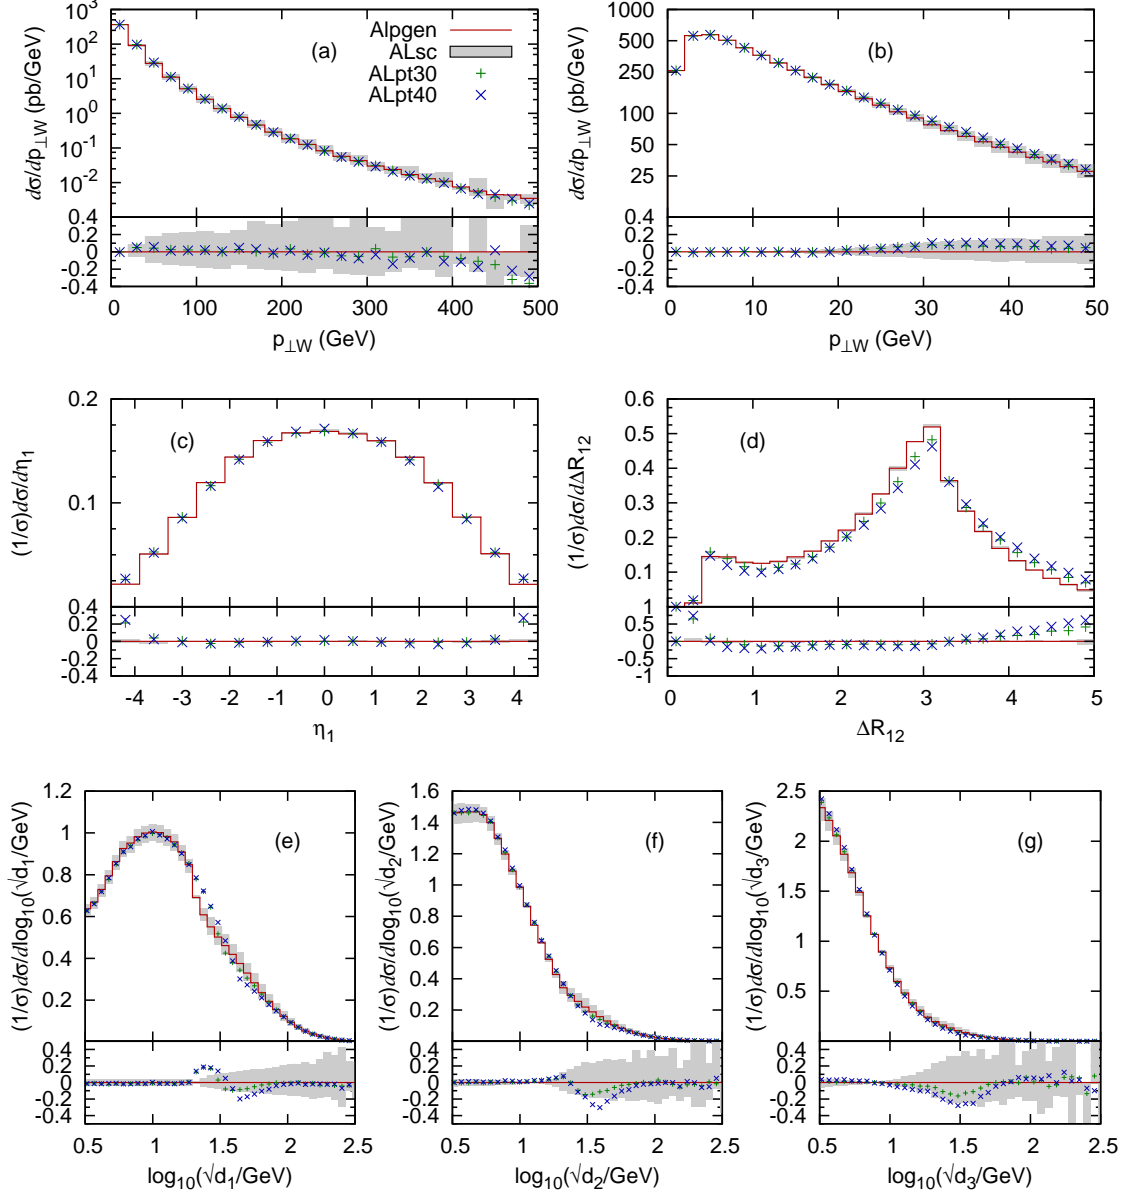 10³
10²
10¹
10⁰
10⁻¹
10⁻²
dσ/dp⊥W (pb/GeV)
(a)
Alpgen
ALsc
ALpt30
ALpt40
0.4
0.2
0
-0.2
-0.4
0 100 200 300 400 500
p⊥W (GeV)
1000
500
250
100
50
25
dσ/dp⊥W (pb/GeV)
(b)
0.4
0.2
0
-0.2
-0.4
0 10 20 30 40 50
p⊥W (GeV)
0.2
0.1
(1/σ)dσ/dη₁
(c)
0.4
0.2
0
-0.2
-0.4
-4 -3 -2 -1 0 1 2 3 4
η₁
0.5
0.4
0.3
0.2
0.1
(1/σ)dσ/dΔR₁₂
(d)
1
0.5
0
-0.5
-1
0 1 2 3 4 5
ΔR₁₂
1.2
1
0.8
0.6
0.4
0.2
0
(1/σ)dσ/dlog₁₀(√d₁/GeV)
(e)
0.4
0.2
0
-0.2
-0.4
0.5 1 1.5 2 2.5
log₁₀(√d₁/GeV)
1.6
1.4
1.2
1
0.8
0.6
0.4
0.2
0
(1/σ)dσ/dlog₁₀(√d₂/GeV)
(f)
0.4
0.2
0
-0.2
-0.4
0.5 1 1.5 2 2.5
log₁₀(√d₂/GeV)
2.5
2
1.5
1
0.5
0
(1/σ)dσ/dlog₁₀(√d₃/GeV)
(g)
0.4
0.2
0
-0.2
-0.4
0.5 1 1.5 2 2.5
log₁₀(√d₃/GeV)